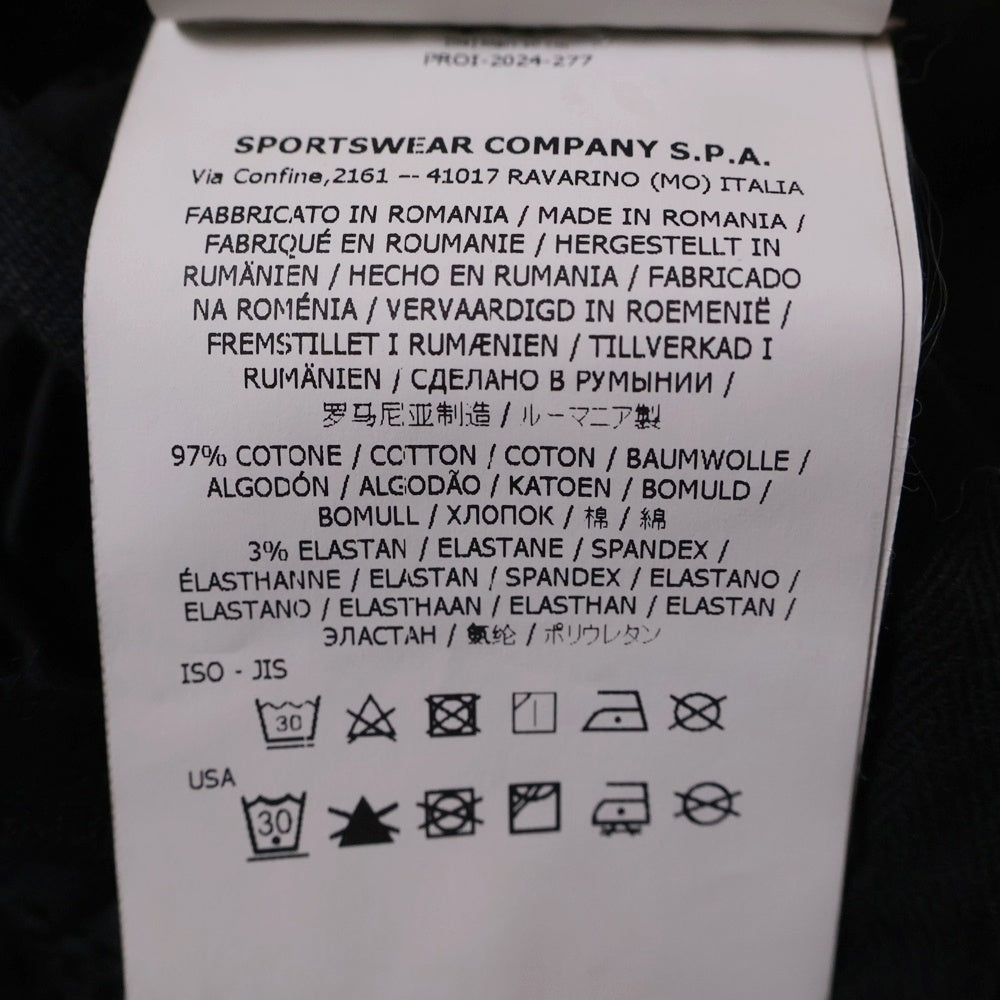 PROI-2024-277
SPORTSWEAR COMPANY S.P.A.
Via Confine,2161 -- 41017 RAVARINO (MO) ITALIA
FABBRICATO IN ROMANIA / MADE IN ROMANIA /
FABRIQUÉ EN ROUMANIE / HERGESTELLT IN
RUMÄNIEN / HECHO EN RUMANIA / FABRICADO
NA ROMÉNIA / VERVAARDIGD IN ROEMENIË /
FREMSTILLET I RUMÆNIEN / TILLVERKAD I
RUMÄNIEN / СДЕЛАНО В РУМЫНИИ /
罗马尼亚制造 / ルーマニア製
97% COTONE / COTTON / COTON / BAUMWOLLE /
ALGODÓN / ALGODÃO / KATOEN / BOMULD /
BOMULL / ХЛОПОК / 棉 / 綿
3% ELASTAN / ELASTANE / SPANDEX /
ÉLASTHANNE / ELASTAN / SPANDEX / ELASTANO /
ELASTANO / ELASTHAAN / ELASTHAN / ELASTAN /
ЭЛАСТАН / 氨纶 / ポリウレタン
ISO - JIS
30
USA
30